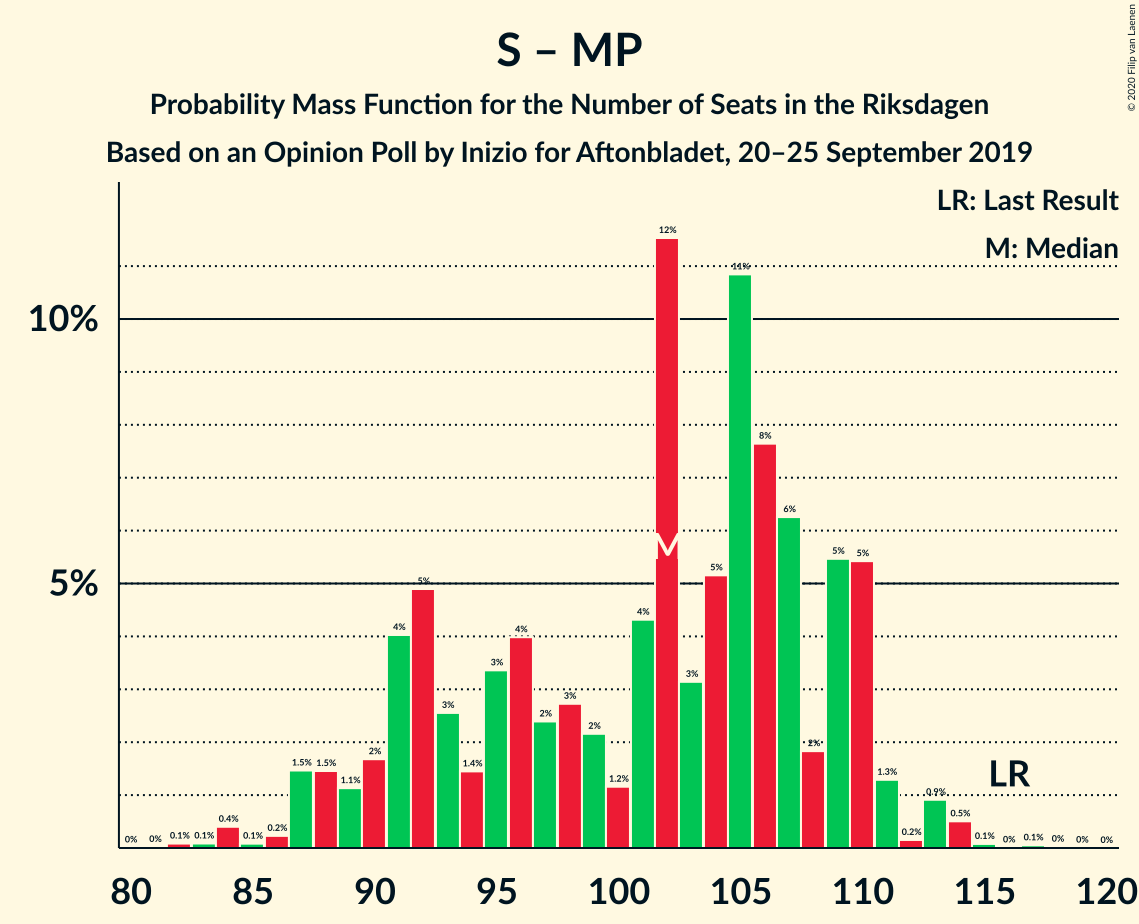 © 2020 Filip van Laenen
S – MP
Probability Mass Function for the Number of Seats in the Riksdagen
Based on an Opinion Poll by Inizio for Aftonbladet, 20–25 September 2019
LR: Last Result
M: Median
10%
5%
0% 0% 0.1% 0.1% 0.4% 0.1% 0.2% 1.5% 1.5% 1.1% 2% 4% 5% 3% 1.4% 3% 4% 2% 3% 2% 1.2% 4% 12% 3% 5% 11% 8% 6% 2% 5% 5% 1.3% 0.2% 0.9% 0.5% 0.1% 0% 0.1% 0% 0% 0%
M
LR
80 85 90 95 100 105 110 115 120